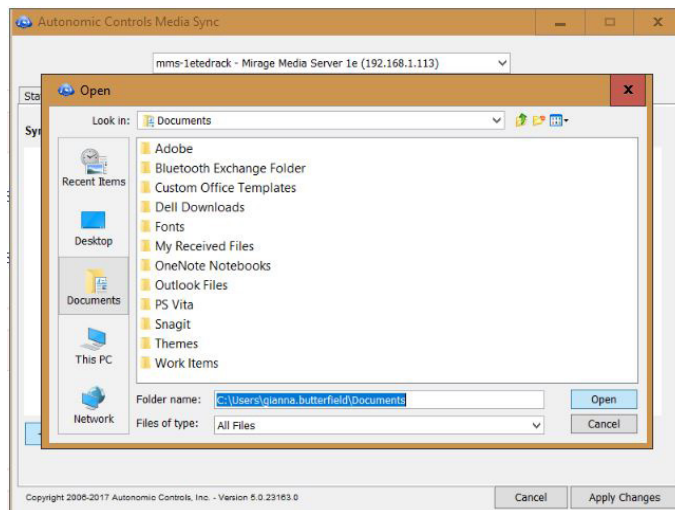 Autonomic Controls Media Sync
mms-1etedrack - Mirage Media Server 1e (192.168.1.113)
Open
Look in: Documents
Recent Items
Desktop
Documents
This PC
Network
Adobe
Bluetooth Exchange Folder
Custom Office Templates
Dell Downloads
Fonts
My Received Files
OneNote Notebooks
Outlook Files
PS Vita
Snagit
Themes
Work Items
Folder name: C:\Users\gianna.butterfield\Documents Open
Files of type: All Files Cancel
Copyright 2006-2017 Autonomic Controls, Inc. - Version 5.0.23163.0 Cancel Apply Changes